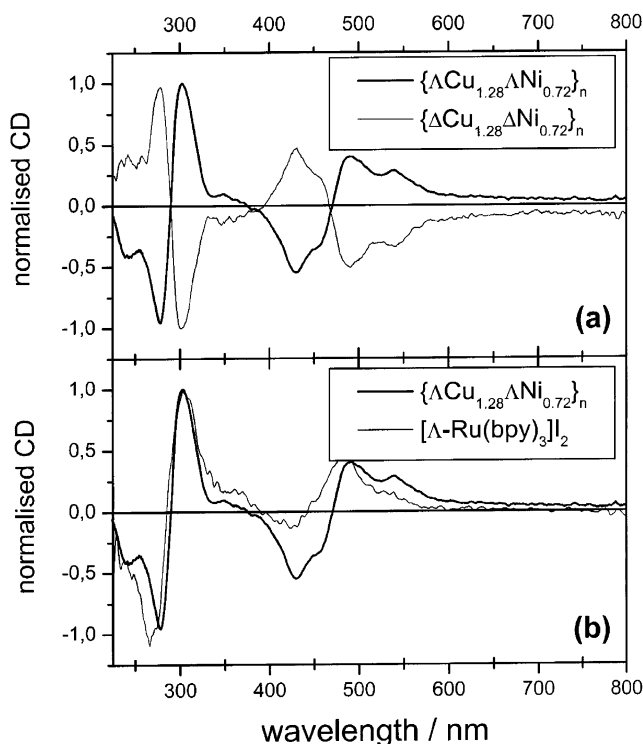 300 400 500 600 700 800
normalised CD
1,0
0,5
0,0
-0,5
-1,0
{ΛCu1.28ΛNi0.72}n
{ΔCu1.28ΔNi0.72}n
(a)
normalised CD
1,0
0,5
0,0
-0,5
-1,0
{ΛCu1.28ΛNi0.72}n
[Λ-Ru(bpy)3]I2
(b)
300 400 500 600 700 800
wavelength / nm